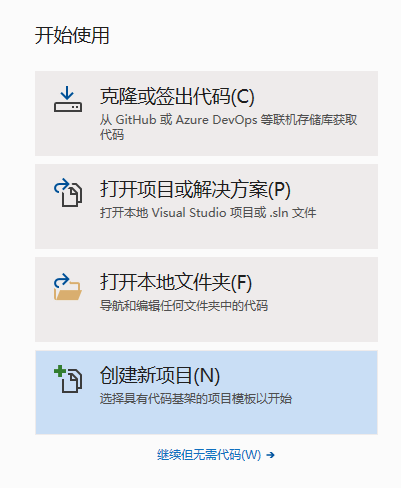 开始使用
克隆或签出代码(C)
从 GitHub 或 Azure DevOps 等联机存储库获取
代码
打开项目或解决方案(P)
打开本地 Visual Studio 项目或 .sln 文件
打开本地文件夹(F)
导航和编辑任何文件夹中的代码
创建新项目(N)
选择具有代码基架的项目模板以开始
继续但无需代码(W) →